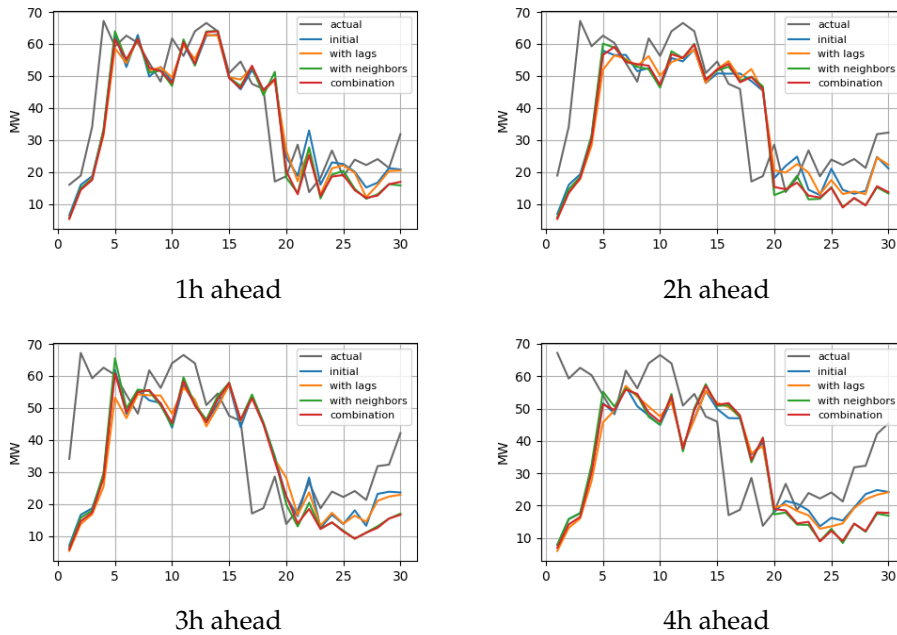 70
60
50
40
30
20
10
MW
0
5
10
15
20
25
30
actual
initial
with lags
with neighbors
combination
1h ahead
70
60
50
40
30
20
10
MW
0
5
10
15
20
25
30
actual
initial
with lags
with neighbors
combination
2h ahead
70
60
50
40
30
20
10
MW
0
5
10
15
20
25
30
actual
initial
with lags
with neighbors
combination
3h ahead
70
60
50
40
30
20
10
MW
0
5
10
15
20
25
30
actual
initial
with lags
with neighbors
combination
4h ahead